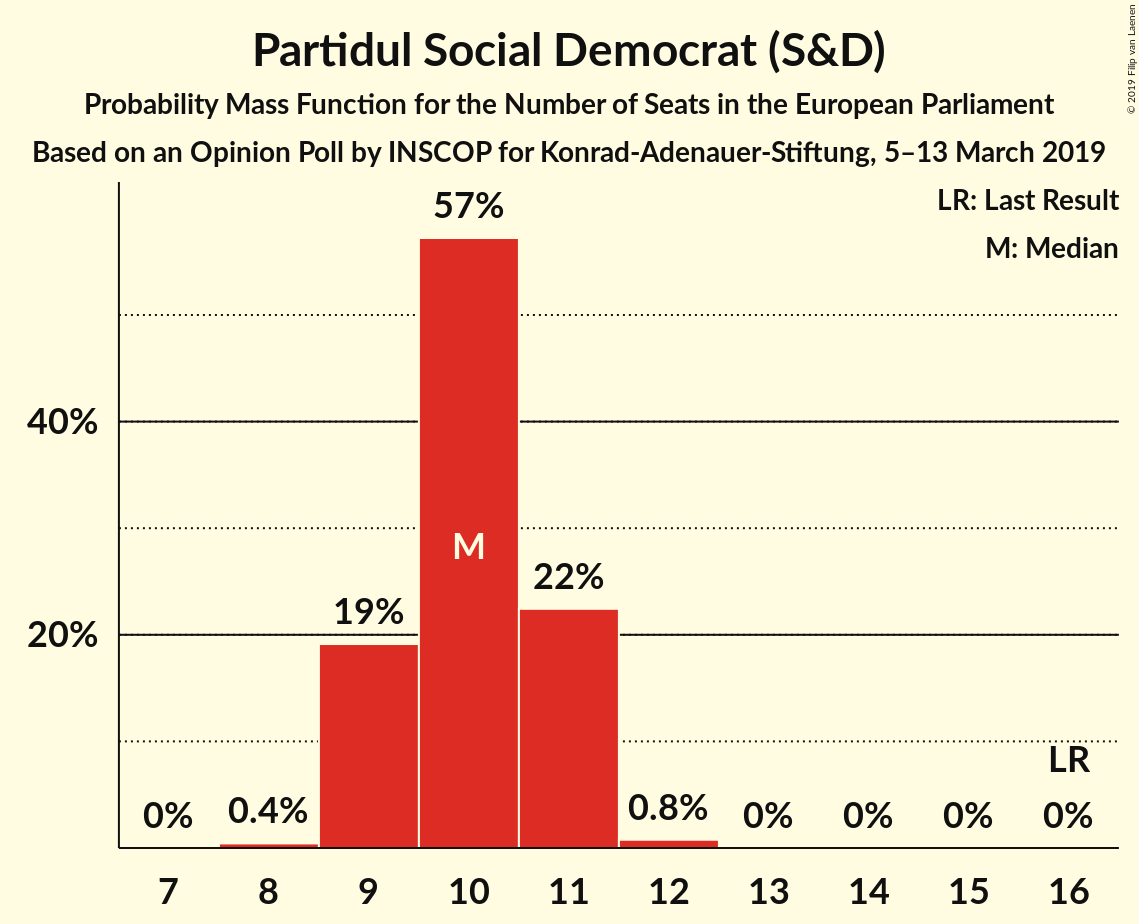 Partidul Social Democrat (S&D)
Probability Mass Function for the Number of Seats in the European Parliament
Based on an Opinion Poll by INSCOP for Konrad-Adenauer-Stiftung, 5–13 March 2019
© 2019 Filip van Laenen
LR: Last Result
M: Median
57%
40%
M
22%
19%
20%
LR
0% 0.4% 0.8% 0% 0% 0% 0%
7 8 9 10 11 12 13 14 15 16